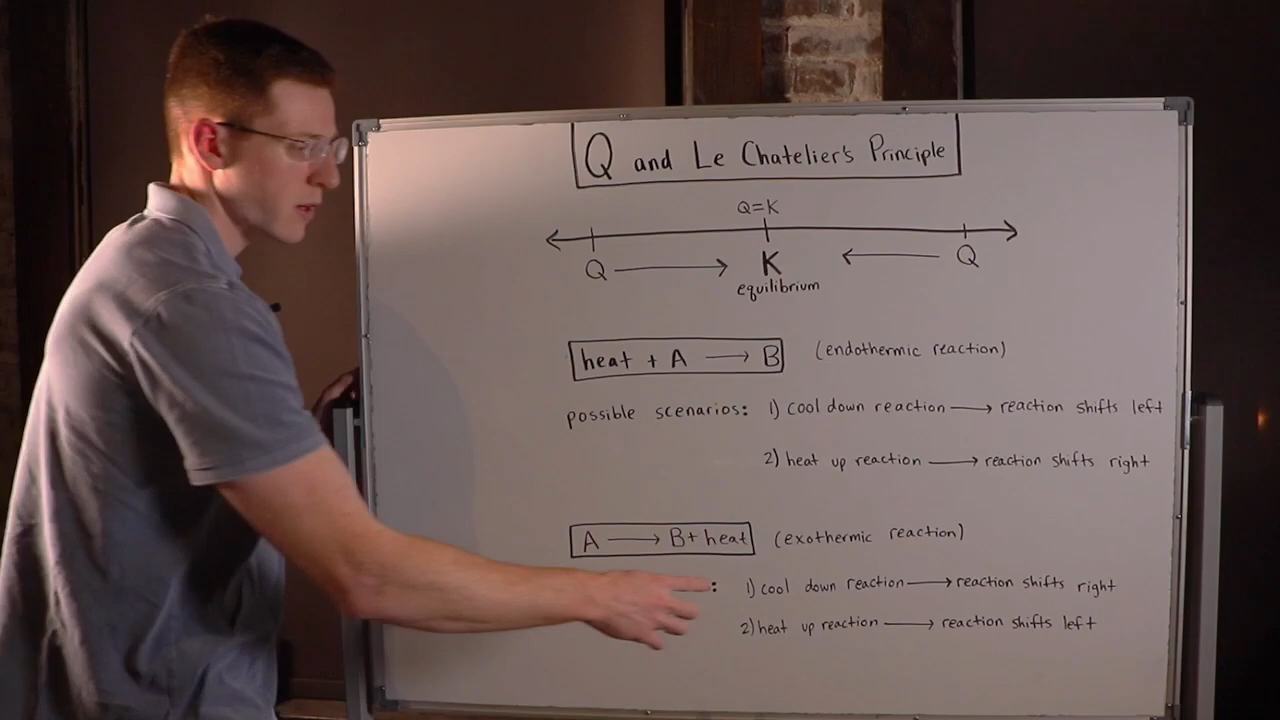 Q and Le Chatelier's Principle
Q=K
Q ⟶ K ⟵ Q
equilibrium
heat + A ⟶ B (endothermic reaction)
possible scenarios: 1) cool down reaction ⟶ reaction shifts left
2) heat up reaction ⟶ reaction shifts right
A ⟶ B + heat (exothermic reaction)
: 1) cool down reaction ⟶ reaction shifts right
2) heat up reaction ⟶ reaction shifts left